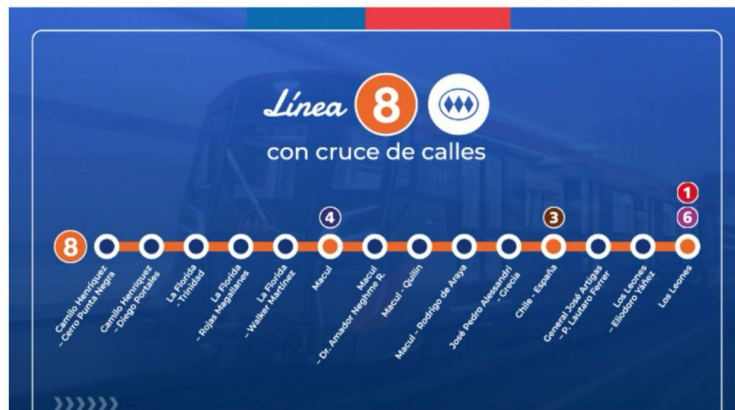 Línea 8
con cruce de calles
1
4
3
6
8
Camilo Henríquez
– Cerro Punta Negra
Camilo Henríquez
– Diego Portales
La Florida
- Trinidad
La Florida
- Rojas Magallanes
La Florida
- Walker Martínez
Macul
Macul
– Dr. Amador Neghme R.
Macul - Quilín
Macul – Rodrigo de Araya
José Pedro Alessandri
- Grecia
Chile - España
General José Artigas
– P. Lautaro Ferrer
Los Leones
- Eliodoro Yáñez
Los Leones